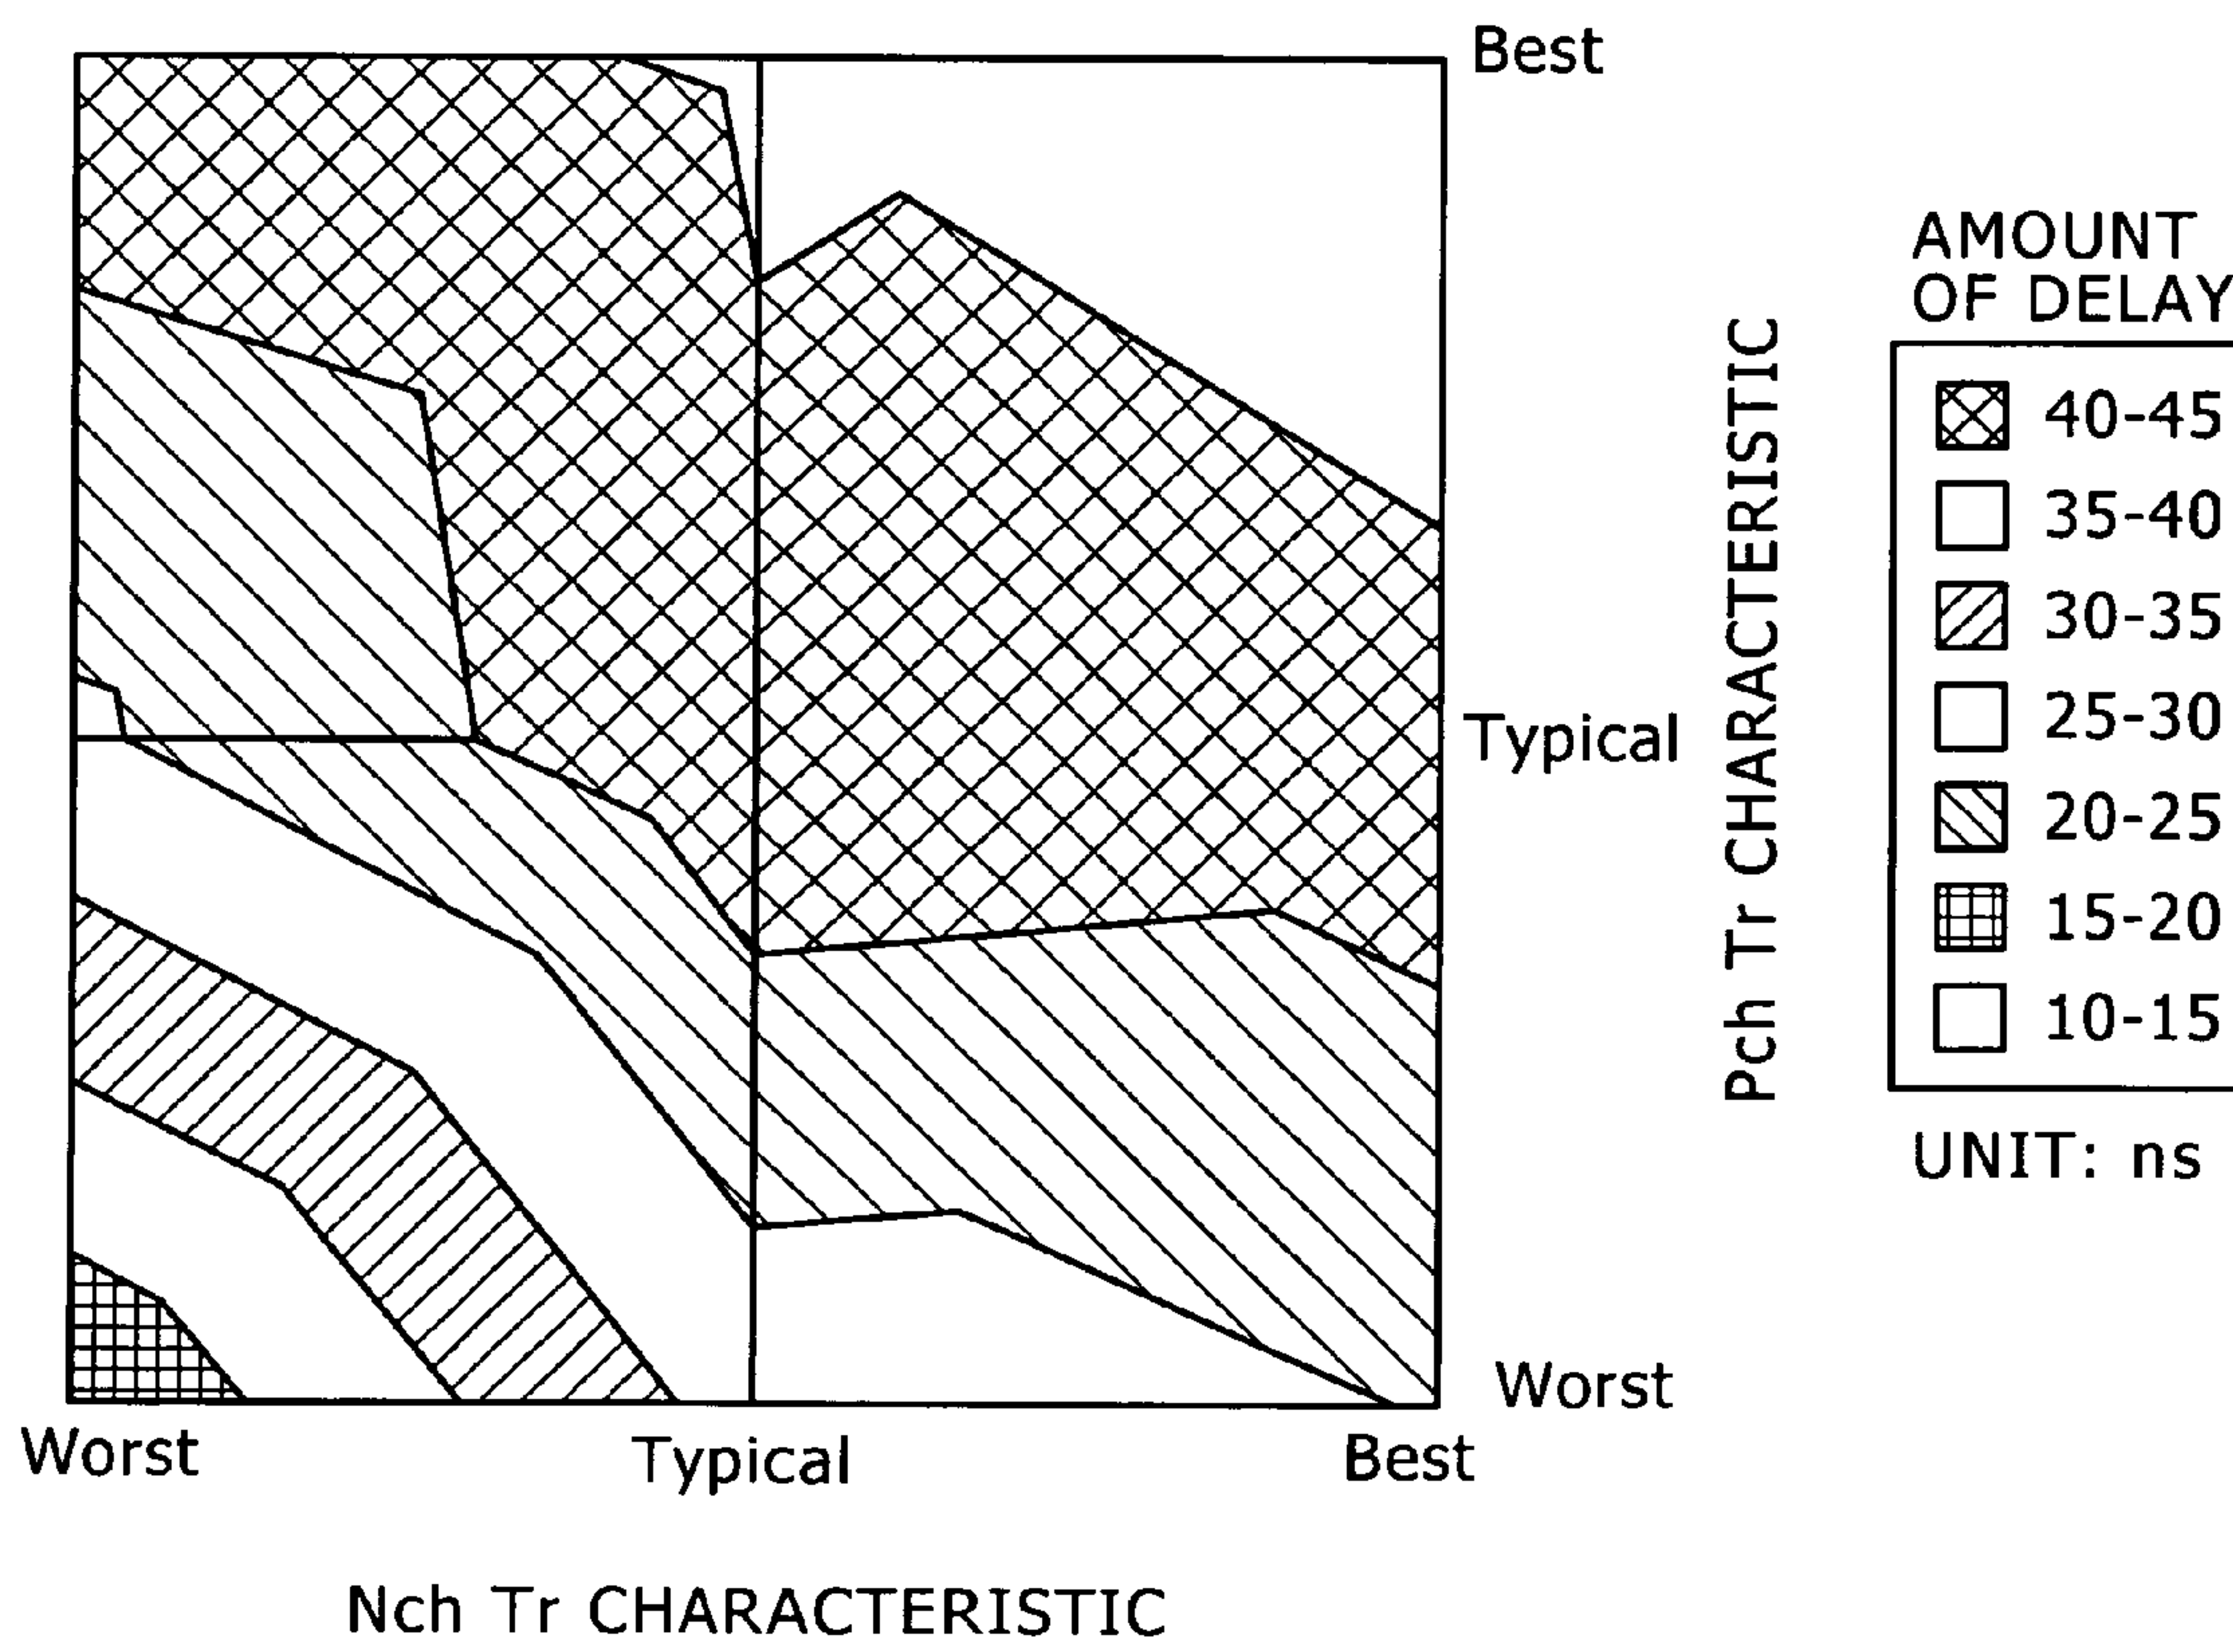 Best
Typical
Worst
Pch Tr CHARACTERISTIC
Worst
Typical
Best
Nch Tr CHARACTERISTIC
AMOUNT
OF DELAY
40-45
35-40
30-35
25-30
20-25
15-20
10-15
UNIT: ns